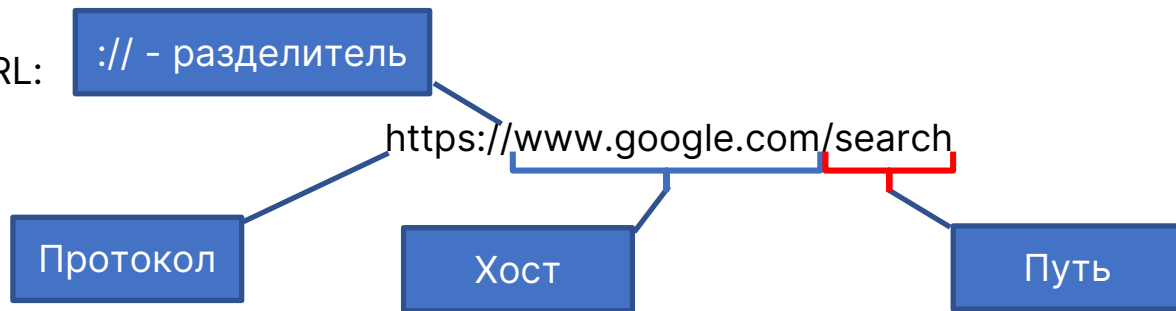 :// - разделитель
RL:
https://www.google.com/search
Протокол
Хост
Путь